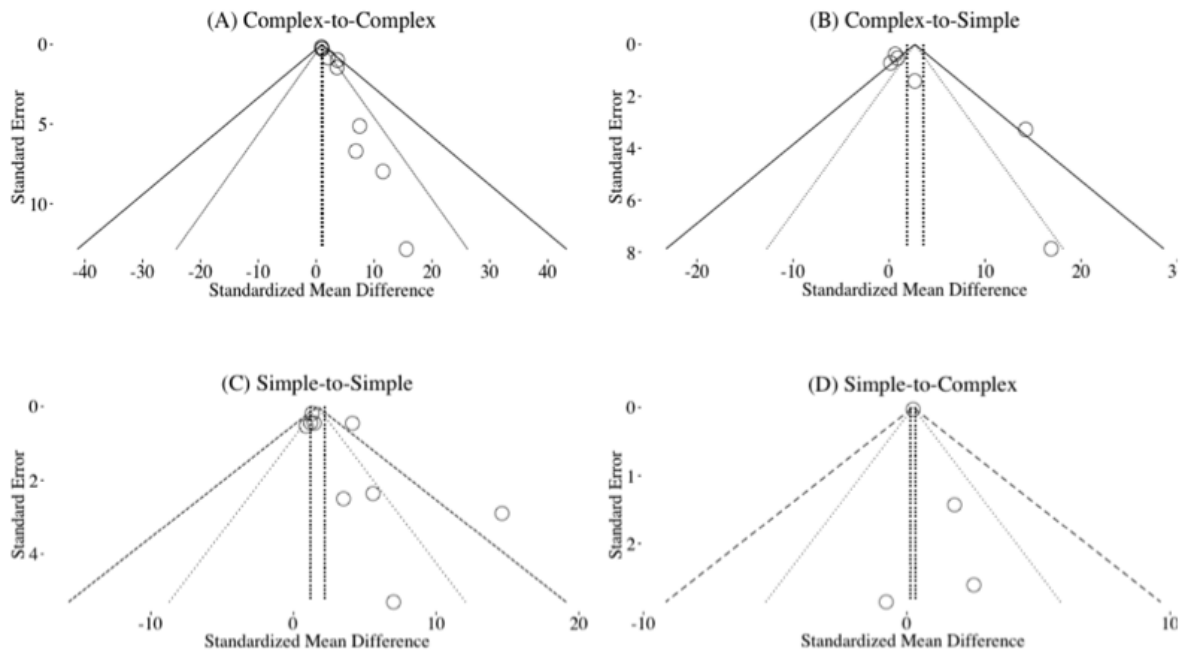 (A) Complex-to-Complex
0
5
10
-40 -30 -20 -10 0 10 20 30 40
Standardized Mean Difference
Standard Error
(B) Complex-to-Simple
0
2
4
6
8
-20 -10 0 10 20 3
Standardized Mean Difference
Standard Error
(C) Simple-to-Simple
0
2
4
-10 0 10 20
Standardized Mean Difference
Standard Error
(D) Simple-to-Complex
0
1
2
-10 0 10
Standardized Mean Difference
Standard Error